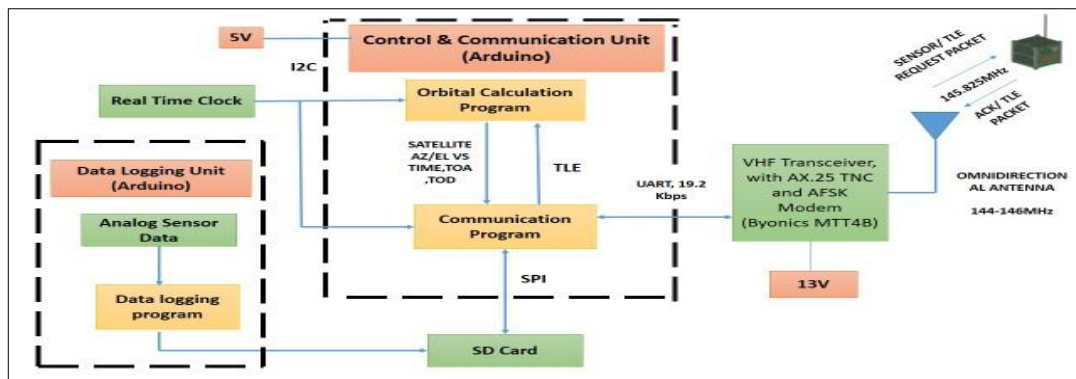 5V
Control & Communication Unit
(Arduino)
I2C
Real Time Clock
Orbital Calculation
Program
SATELLITE
AZ/EL VS
TIME,TOA
,TOD
TLE
Communication
Program
SPI
SD Card
Data Logging Unit
(Arduino)
Analog Sensor
Data
Data logging
program
UART, 19.2
Kbps
VHF Transceiver,
with AX.25 TNC
and AFSK
Modem
(Byonics MTT4B)
13V
SENSOR/ TLE
REQUEST PACKET
145.825MHz
ACK/ TLE
PACKET
OMNIDIRECTION
AL ANTENNA
144-146MHz